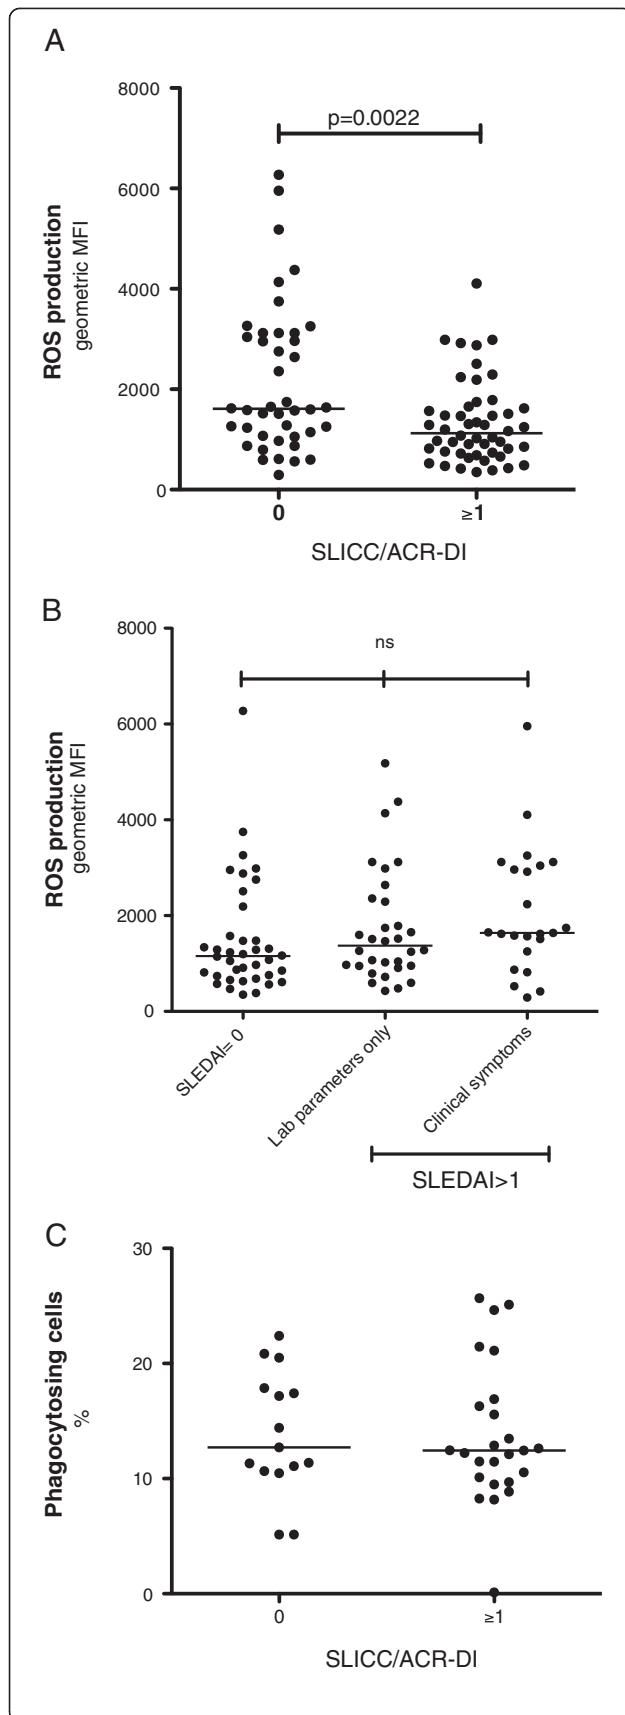 A
8000
6000
4000
2000
0
ROS production
geometric MFI
p=0.0022
0
≥1
SLICC/ACR-DI
B
8000
6000
4000
2000
0
ROS production
geometric MFI
ns
SLEDAI= 0
Lab parameters only
Clinical symptoms
SLEDAI>1
C
30
20
10
0
Phagocytosing cells
%
0
≥1
SLICC/ACR-DI